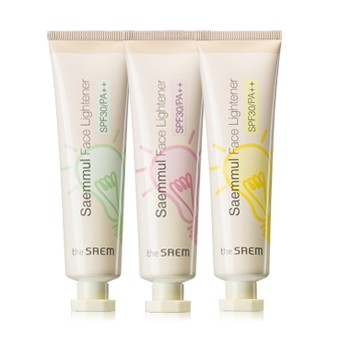 Saemmul Face Lightener
SPF30/PA++
the SAEM
Saemmul Face Lightener
SPF30/PA++
the SAEM
Saemmul Face Lightener
SPF30/PA++
the SAEM